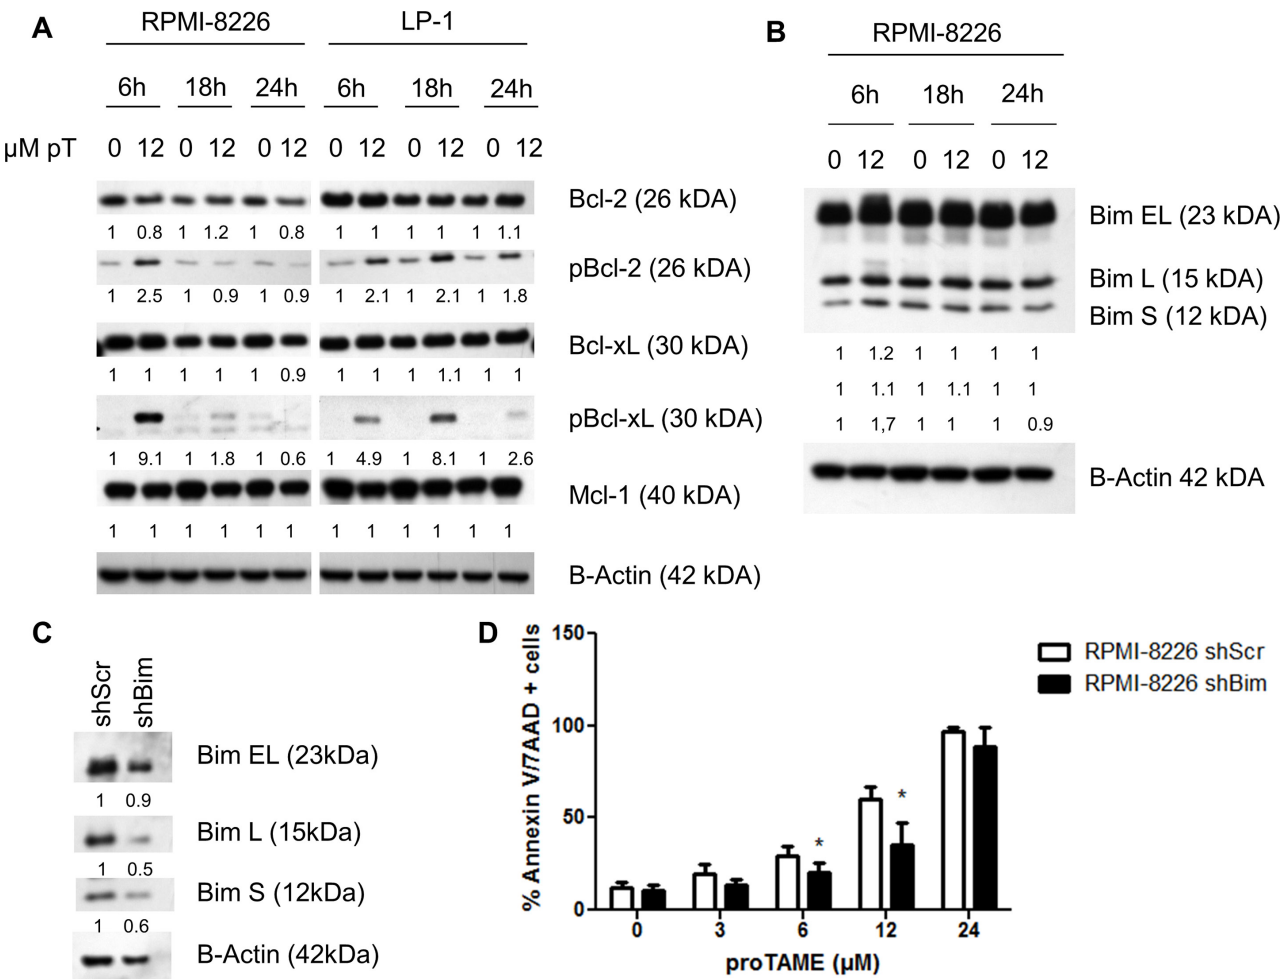 A
RPMI-8226 LP-1
6h 18h 24h 6h 18h 24h
µM pT 0 12 0 12 0 12 0 12 0 12 0 12
Bcl-2 (26 kDA)
1 0.8 1 1.2 1 0.8 1 1 1 1 1 1.1
pBcl-2 (26 kDA)
1 2.5 1 0.9 1 0.9 1 2.1 1 2.1 1 1.8
Bcl-xL (30 kDA)
1 1 1 1 1 0.9 1 1 1 1.1 1 1
pBcl-xL (30 kDA)
1 9.1 1 1.8 1 0.6 1 4.9 1 8.1 1 2.6
Mcl-1 (40 kDA)
1 1 1 1 1 1 1 1 1 1 1 1
B-Actin (42 kDA)
B
RPMI-8226
6h 18h 24h
0 12 0 12 0 12
Bim EL (23 kDA)
Bim L (15 kDA)
Bim S (12 kDA)
1 1.2 1 1 1 1
1 1.1 1 1.1 1 1
1 1,7 1 1 1 0.9
B-Actin 42 kDA
C
shScr shBim
Bim EL (23kDa)
1 0.9
Bim L (15kDa)
1 0.5
Bim S (12kDa)
1 0.6
B-Actin (42kDa)
D
% Annexin V/7AAD + cells
150
100
50
0
* *
0 3 6 12 24
proTAME (µM)
RPMI-8226 shScr
RPMI-8226 shBim